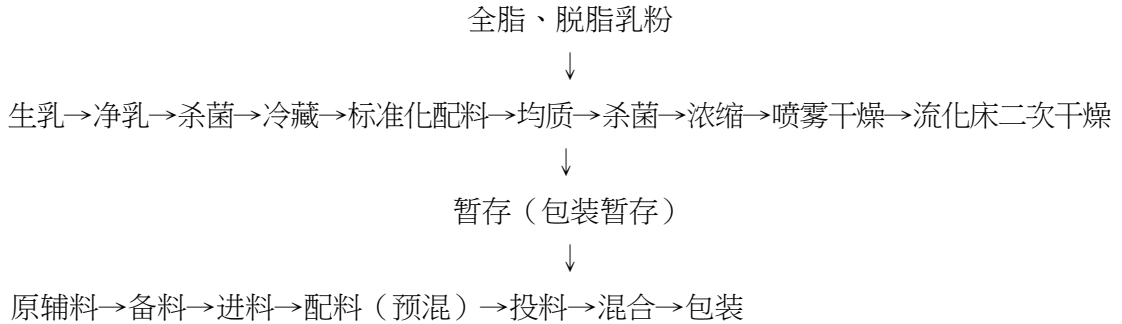 全脂、脱脂乳粉
↓
生乳→净乳→杀菌→冷藏→标准化配料→均质→杀菌→浓缩→喷雾干燥→流化床二次干燥
↓
暂存（包装暂存）
↓
原辅料→备料→进料→配料（预混）→投料→混合→包装